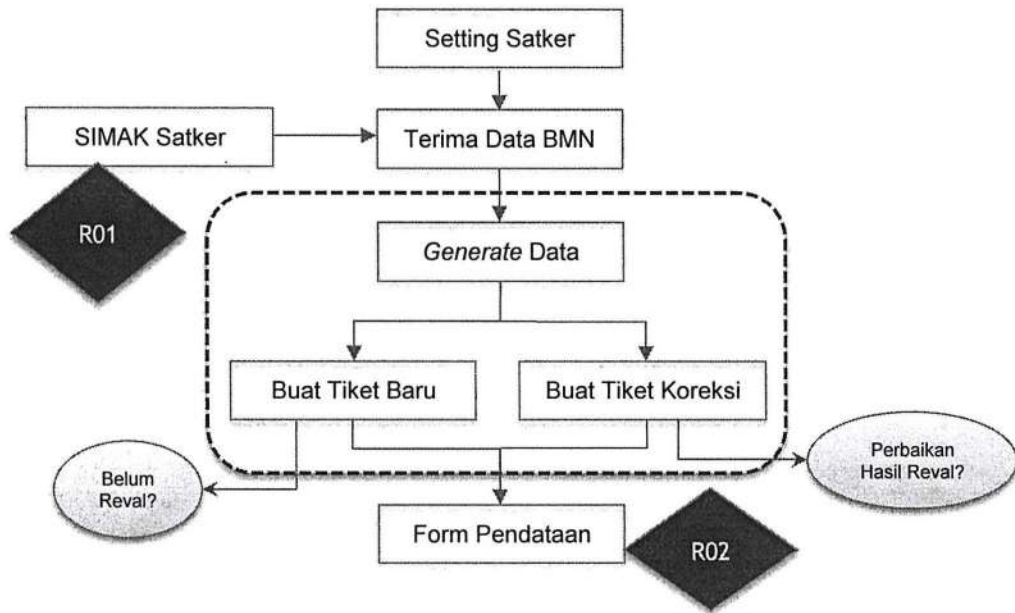 Setting Satker
SIMAK Satker
Terima Data BMN
R01
Generate Data
Buat Tiket Baru
Buat Tiket Koreksi
Belum
Reval?
Perbaikan
Hasil Reval?
Form Pendataan
R02